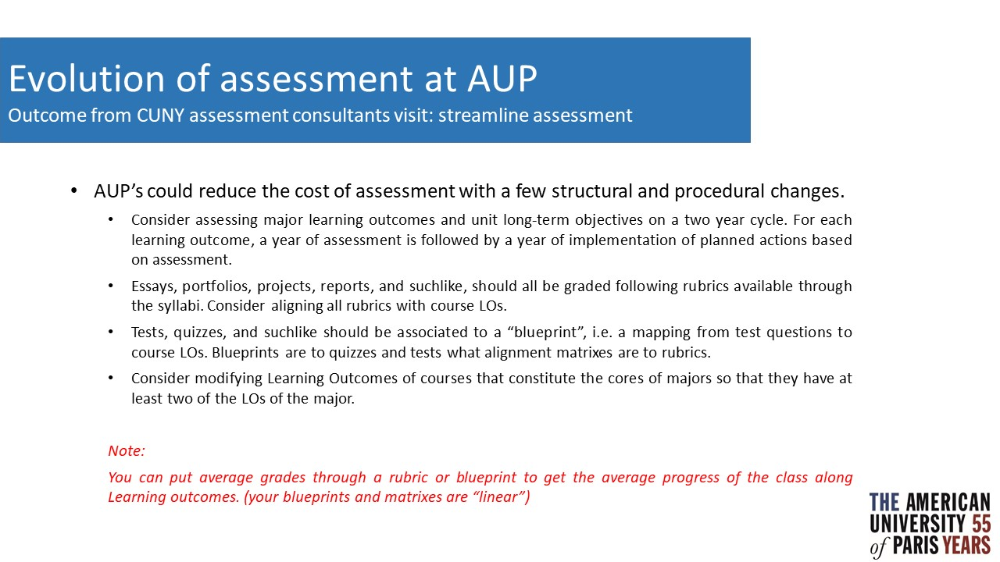 Evolution of assessment at AUP
Outcome from CUNY assessment consultants visit: streamline assessment
• AUP’s could reduce the cost of assessment with a few structural and procedural changes.
• Consider assessing major learning outcomes and unit long-term objectives on a two year cycle. For each
learning outcome, a year of assessment is followed by a year of implementation of planned actions based
on assessment.
• Essays, portfolios, projects, reports, and suchlike, should all be graded following rubrics available through
the syllabi. Consider aligning all rubrics with course LOs.
• Tests, quizzes, and suchlike should be associated to a “blueprint”, i.e. a mapping from test questions to
course LOs. Blueprints are to quizzes and tests what alignment matrixes are to rubrics.
• Consider modifying Learning Outcomes of courses that constitute the cores of majors so that they have at
least two of the LOs of the major.
Note:
You can put average grades through a rubric or blueprint to get the average progress of the class along
Learning outcomes. (your blueprints and matrixes are “linear”)
THE AMERICAN
UNIVERSITY 55
of PARIS YEARS